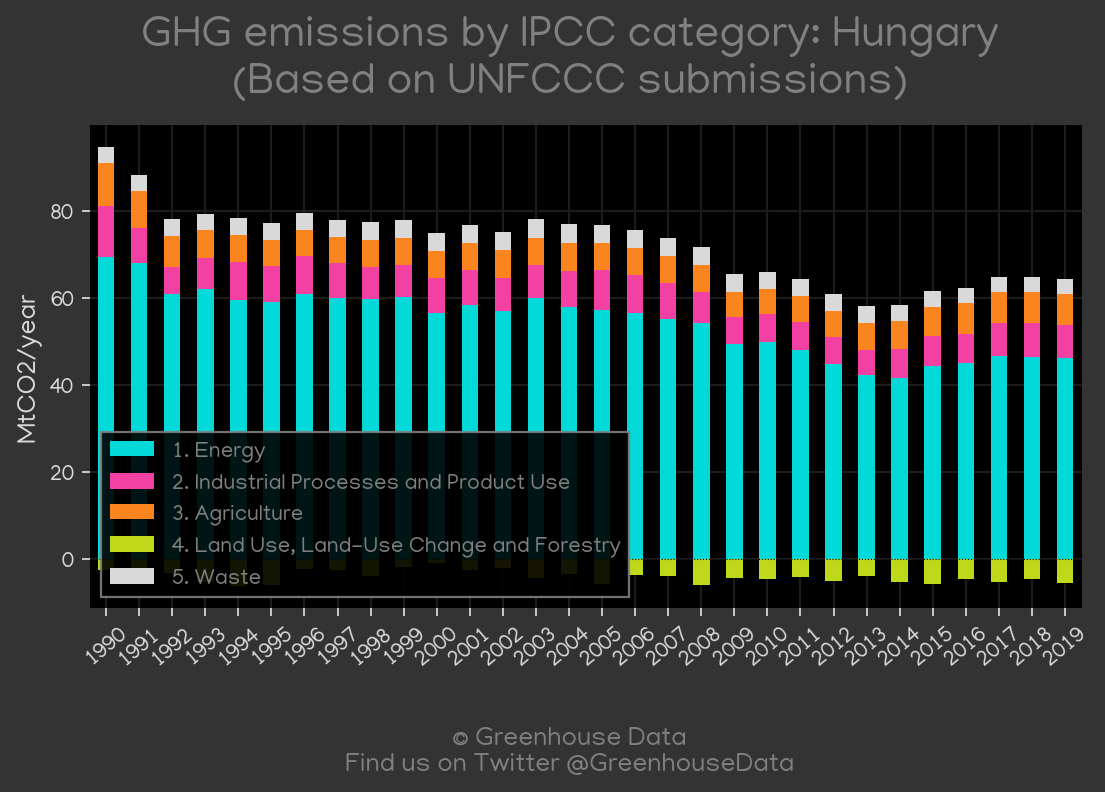 GHG emissions by IPCC category: Hungary
(Based on UNFCCC submissions)
MtCO2/year
80
60
40
20
0
1. Energy
2. Industrial Processes and Product Use
3. Agriculture
4. Land Use, Land-Use Change and Forestry
5. Waste
1990 1991 1992 1993 1994 1995 1996 1997 1998 1999 2000 2001 2002 2003 2004 2005 2006 2007 2008 2009 2010 2011 2012 2013 2014 2015 2016 2017 2018 2019
© Greenhouse Data
Find us on Twitter @GreenhouseData